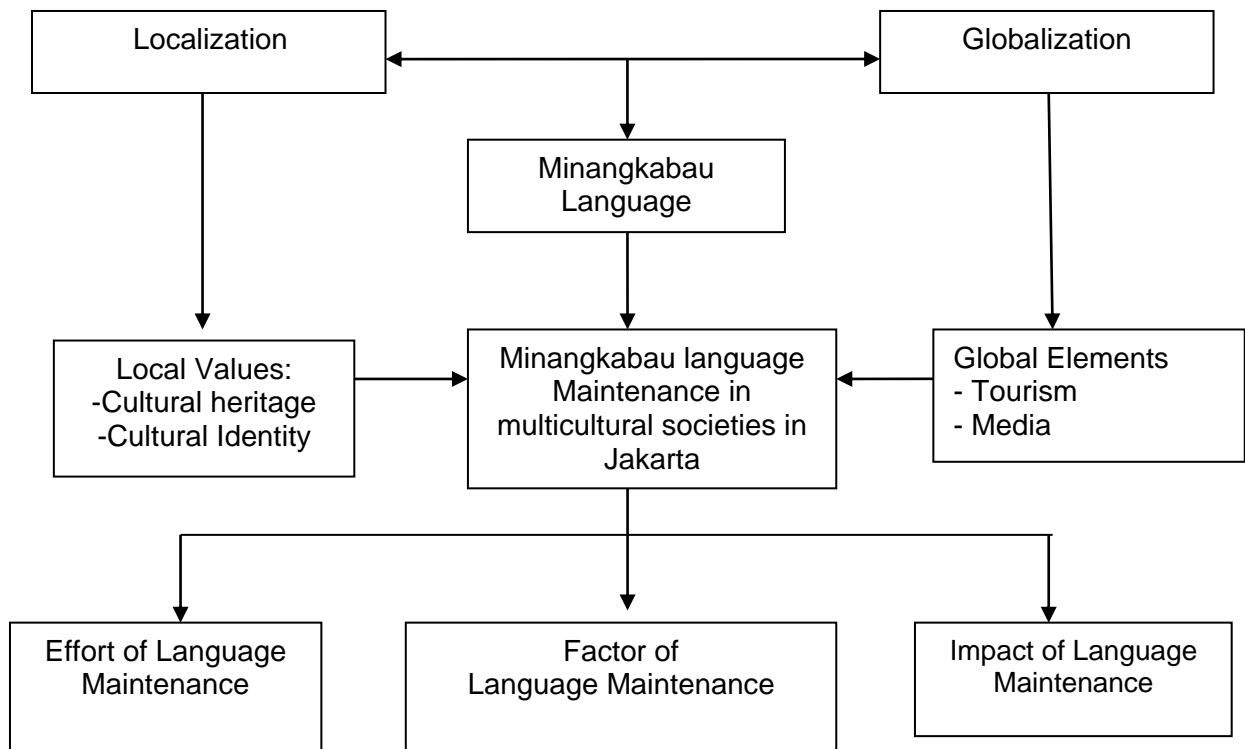 Localization
Globalization
Minangkabau
Language
Local Values:
-Cultural heritage
-Cultural Identity
Minangkabau language
Maintenance in
multicultural societies in
Jakarta
Global Elements
- Tourism
- Media
Effort of Language
Maintenance
Factor of
Language Maintenance
Impact of Language
Maintenance